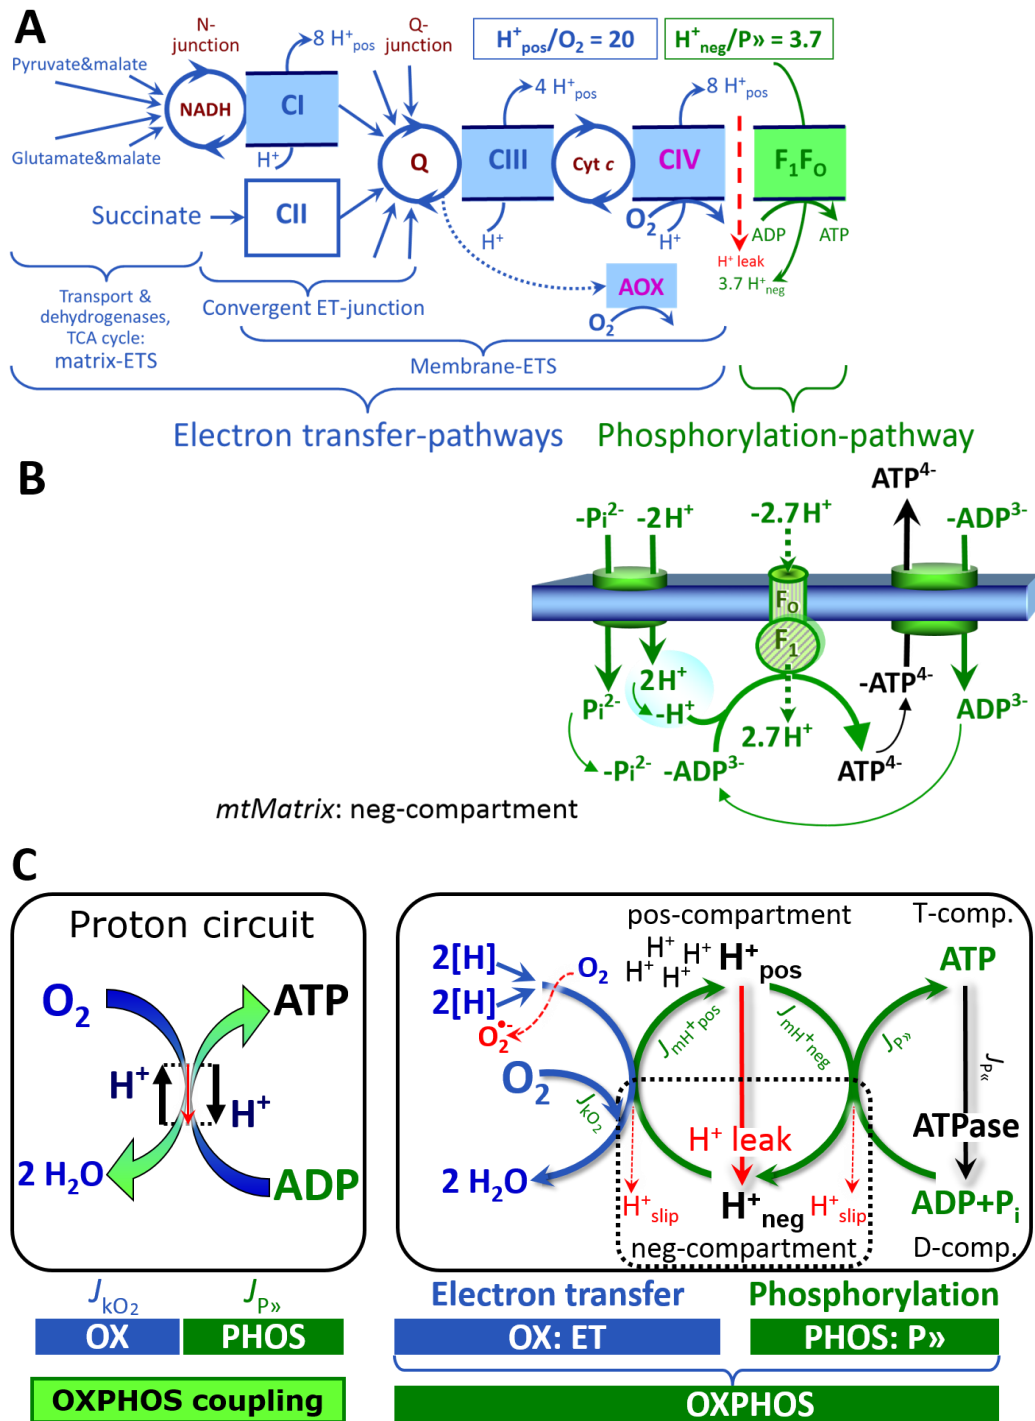 A
N-
junction
8 H⁺pos
Q-
junction
H⁺pos/O₂ = 20
H⁺neg/P» = 3.7
Pyruvate&malate
NADH
CI
4 H⁺pos
8 H⁺pos
Glutamate&malate
H⁺
Q
CIII
Cyt c
CIV
F₁Fₒ
Succinate
CII
H⁺
O₂
H⁺
ADP
ATP
H⁺ leak
3.7 H⁺neg
Transport &
dehydrogenases,
TCA cycle:
matrix-ETS
Convergent ET-junction
AOX
O₂
Membrane-ETS
Electron transfer-pathways
Phosphorylation-pathway
B
ATP⁴⁻
-Pi²⁻
-2H⁺
-2.7H⁺
-ADP³⁻
Fₒ
F₁
2H⁺
-ATP⁴⁻
Pi²⁻
-H⁺
2.7H⁺
ADP³⁻
-Pi²⁻
-ADP³⁻
ATP⁴⁻
mtMatrix: neg-compartment
C
Proton circuit
O₂
ATP
H⁺
H⁺
2 H₂O
ADP
JkO₂
JP»
OX
PHOS
OXPHOS coupling
pos-compartment
T-comp.
2[H]
H⁺ H⁺
H⁺ H⁺
H⁺pos
ATP
O₂
2[H]
O₂•⁻
JmH⁺pos
JmH⁺neg
JP»
JP«
O₂
JkO₂
ATPase
H⁺ leak
2 H₂O
H⁺slip
H⁺neg
H⁺slip
ADP+Pi
neg-compartment
D-comp.
Electron transfer
Phosphorylation
OX: ET
PHOS: P»
OXPHOS